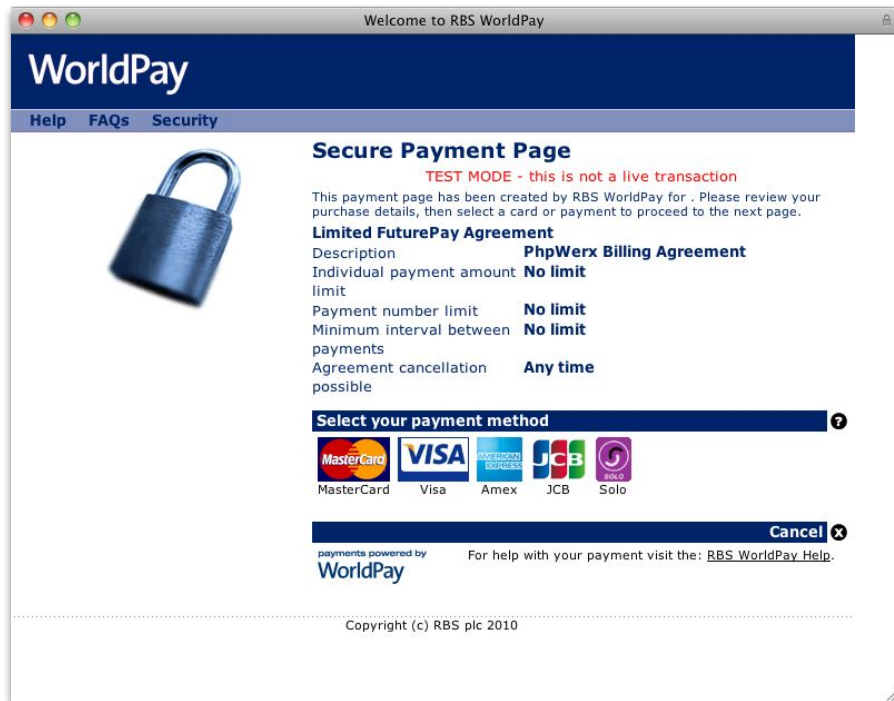 Welcome to RBS WorldPay
WorldPay
Help FAQs Security
Secure Payment Page
TEST MODE - this is not a live transaction
This payment page has been created by RBS WorldPay for . Please review your
purchase details, then select a card or payment to proceed to the next page.
Limited FuturePay Agreement
Description PhpWerx Billing Agreement
Individual payment amount No limit
limit
Payment number limit No limit
Minimum interval between No limit
payments
Agreement cancellation Any time
possible
Select your payment method ?
MasterCard VISA AMERICAN EXPRESS JCB SOLO
MasterCard Visa Amex JCB Solo
Cancel X
payments powered by
WorldPay
For help with your payment visit the: RBS WorldPay Help.
Copyright (c) RBS plc 2010